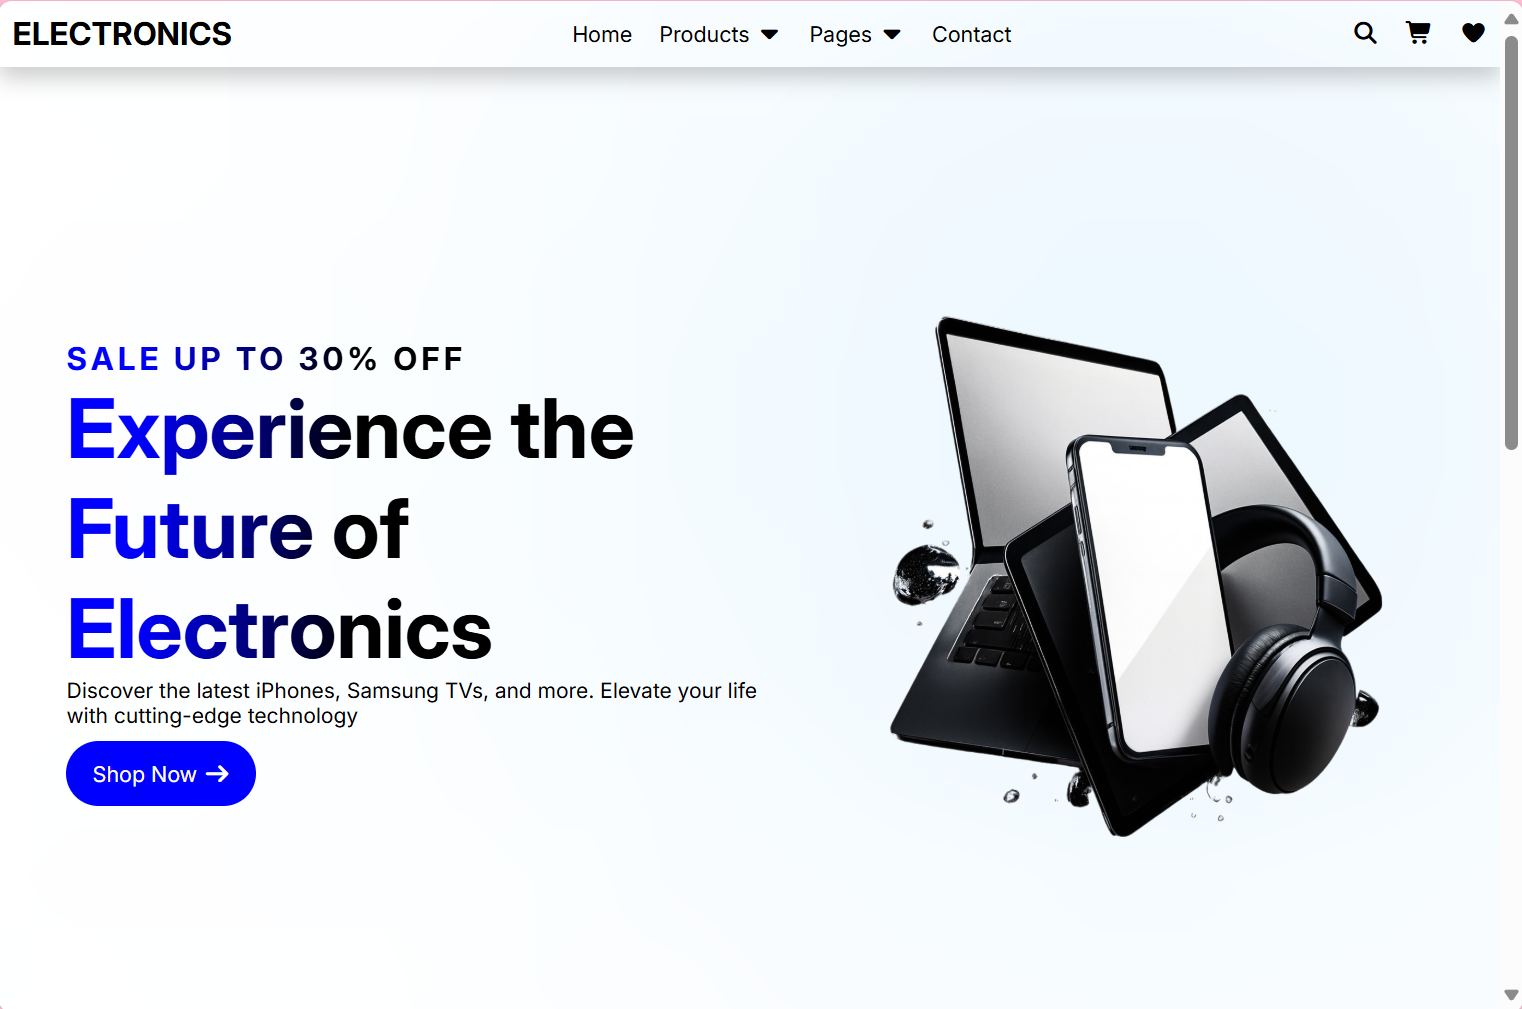 ELECTRONICS
Home Products Pages Contact
SALE UP TO 30% OFF
Experience the
Future of
Electronics
Discover the latest iPhones, Samsung TVs, and more. Elevate your life
with cutting-edge technology
Shop Now